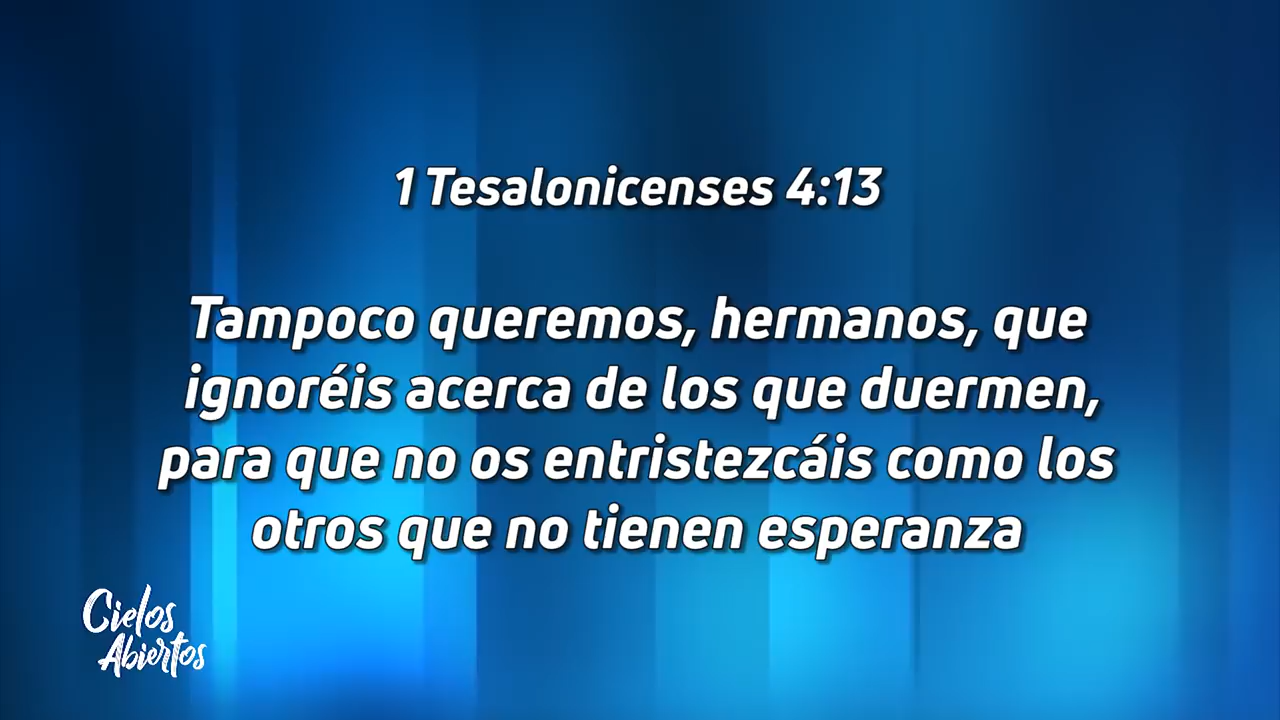 1 Tesalonicenses 4:13
Tampoco queremos, hermanos, que
ignoréis acerca de los que duermen,
para que no os entristezcáis como los
otros que no tienen esperanza
Cielos
Abiertos